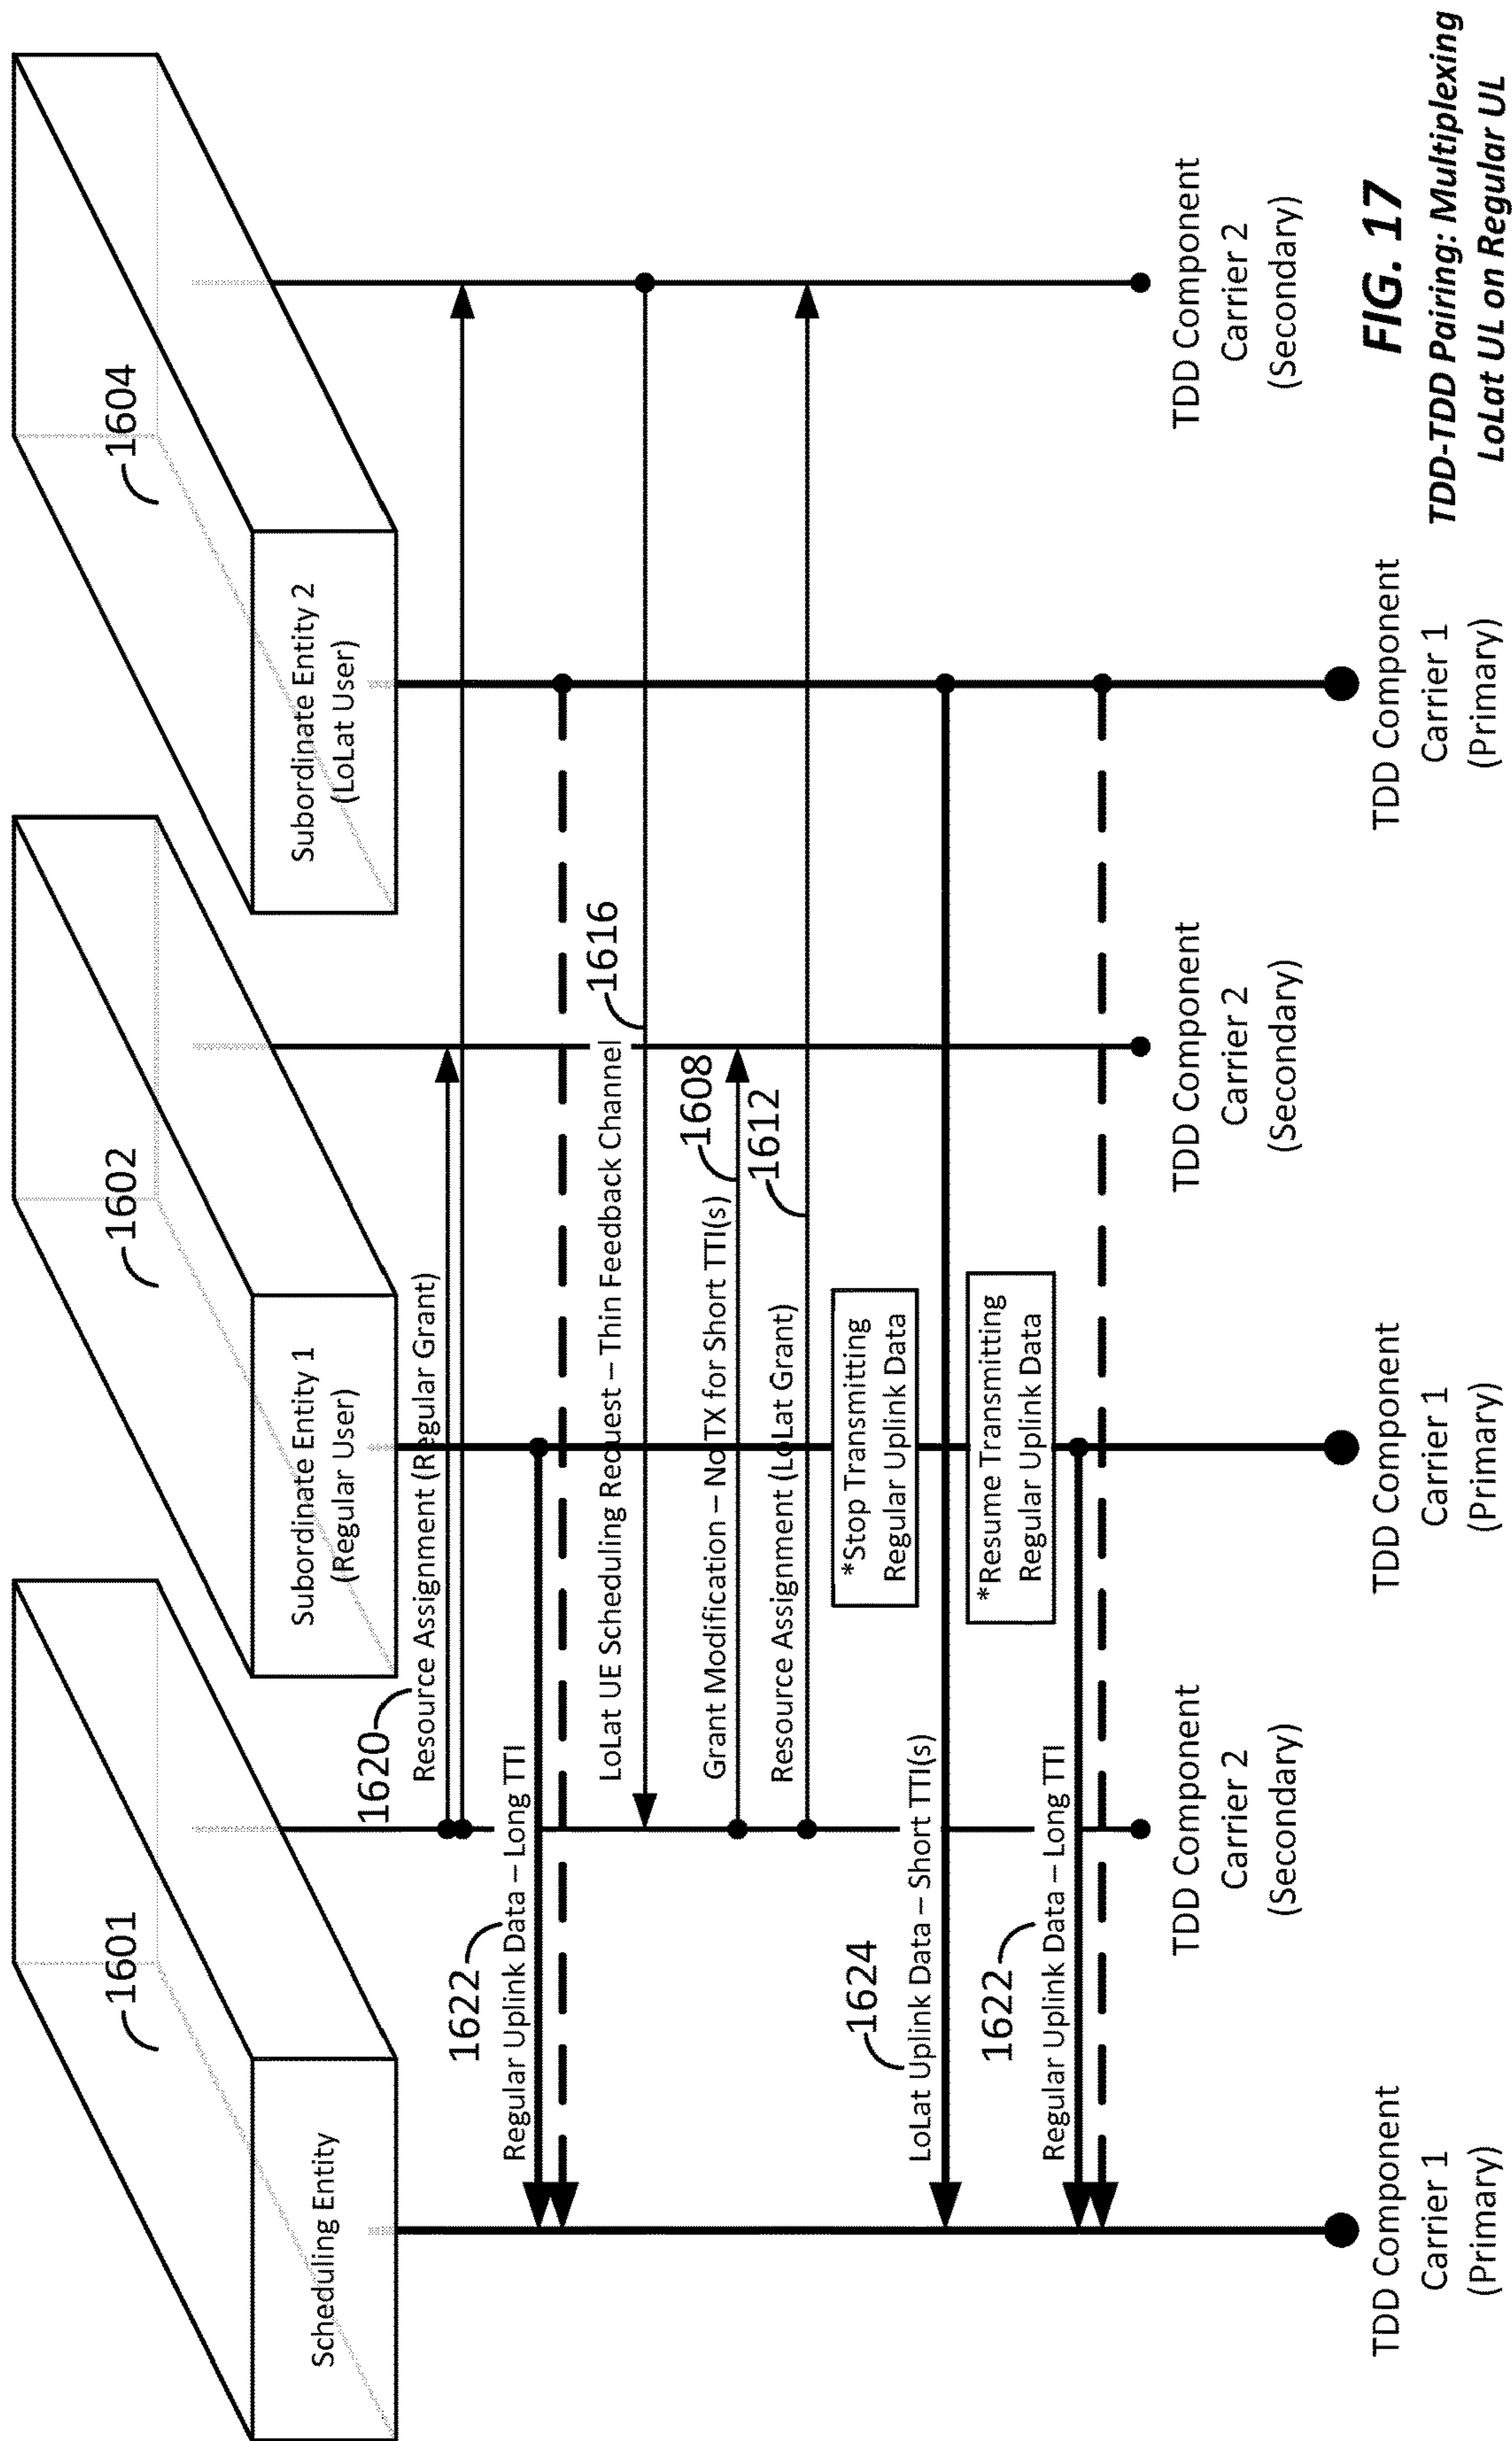 1601
Scheduling Entity
1602
Subordinate Entity 1
(Regular User)
1604
Subordinate Entity 2
(LoLat User)
1620
Resource Assignment (Regular Grant)
1622
Regular Uplink Data – Long TTI
1616
LoLat UE Scheduling Request – Thin Feedback Channel
1608
Grant Modification – No TX for Short TTI(s)
1612
Resource Assignment (LoLat Grant)
*Stop Transmitting
Regular Uplink Data
1624
LoLat Uplink Data – Short TTI(s)
*Resume Transmitting
Regular Uplink Data
1622
Regular Uplink Data – Long TTI
TDD Component
Carrier 1
(Primary)
TDD Component
Carrier 2
(Secondary)
TDD Component
Carrier 1
(Primary)
TDD Component
Carrier 2
(Secondary)
TDD Component
Carrier 1
(Primary)
TDD Component
Carrier 2
(Secondary)
FIG. 17
TDD-TDD Pairing: Multiplexing
LoLat UL on Regular UL